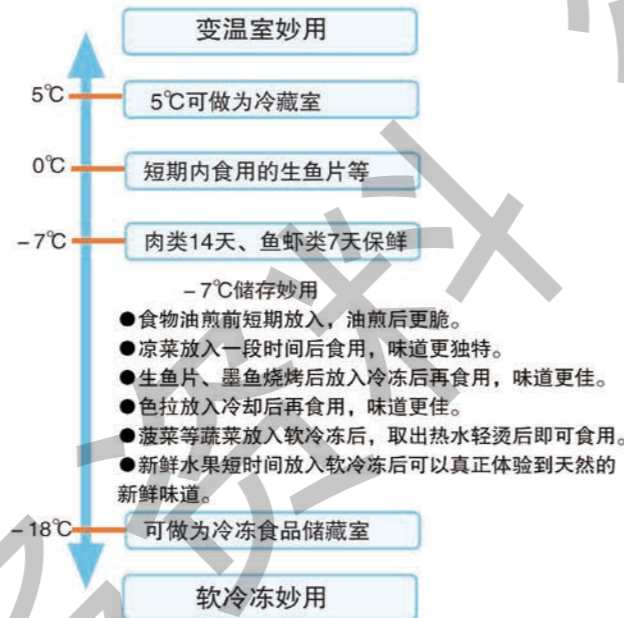 变温室妙用
5℃
5℃可做为冷藏室
0℃
短期内食用的生鱼片等
－7℃
肉类14天、鱼虾类7天保鲜
－7℃储存妙用
●食物油煎前短期放入，油煎后更脆。
●凉菜放入一段时间后食用，味道更独特。
●生鱼片、墨鱼烧烤后放入冷冻后再食用，味道更佳。
●色拉放入冷却后再食用，味道更佳。
●菠菜等蔬菜放入软冷冻后，取出热水轻烫后即可食用。
●新鲜水果短时间放入软冷冻后可以真正体验到天然的
新鲜味道。
－18℃
可做为冷冻食品储藏室
软冷冻妙用
资料